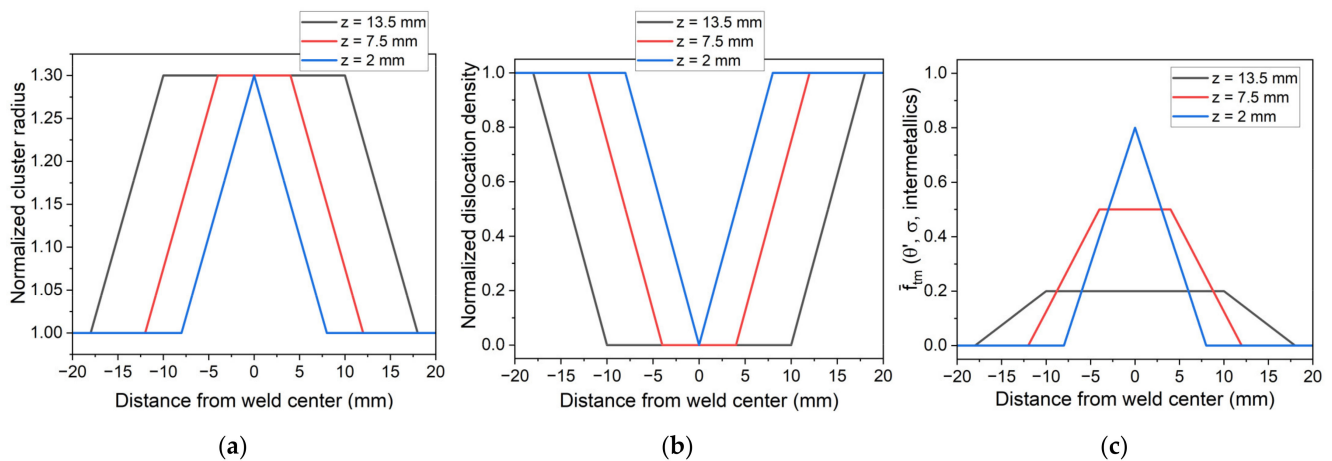 z = 13.5 mm
z = 7.5 mm
z = 2 mm
Normalized cluster radius
1.30
1.25
1.20
1.15
1.10
1.05
1.00
−20 −15 −10 −5 0 5 10 15 20
Distance from weld center (mm)
(a)
z = 13.5 mm
z = 7.5 mm
z = 2 mm
Normalized dislocation density
1.0
0.8
0.6
0.4
0.2
0.0
−20 −15 −10 −5 0 5 10 15 20
Distance from weld center (mm)
(b)
z = 13.5 mm
z = 7.5 mm
z = 2 mm
f̄tm (θ', σ, intermetallics)
1.0
0.8
0.6
0.4
0.2
0.0
−20 −15 −10 −5 0 5 10 15 20
Distance from weld center (mm)
(c)